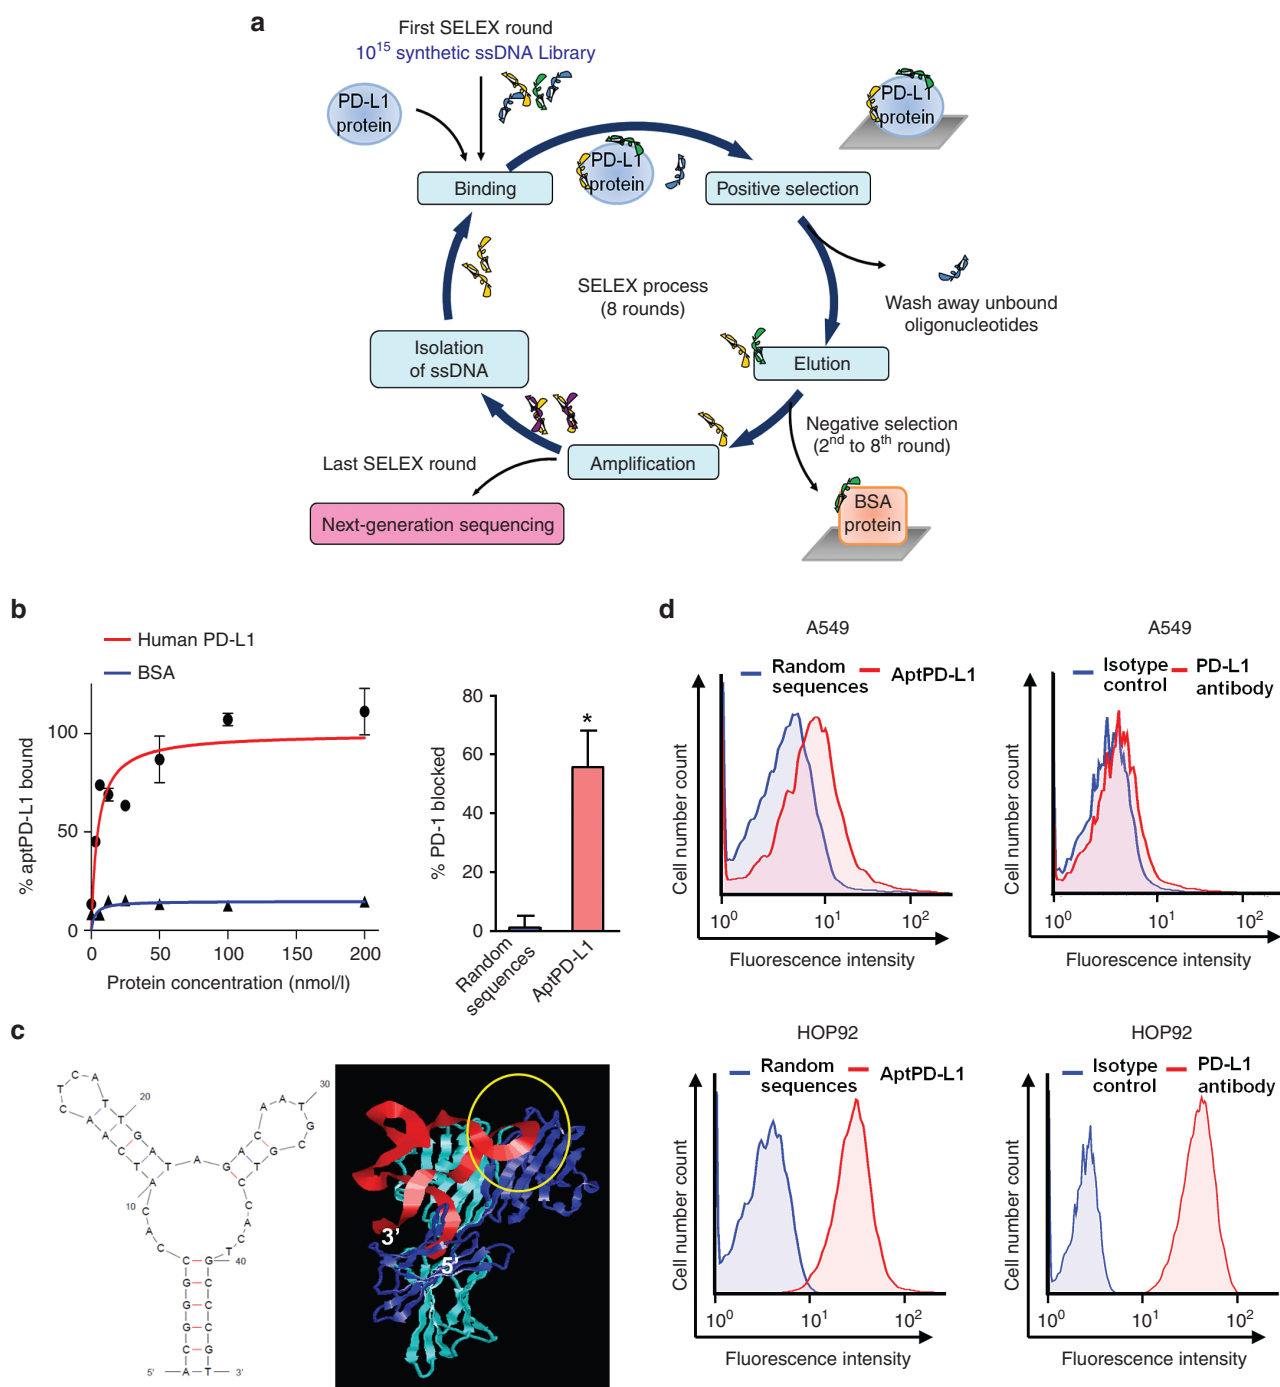 a
First SELEX round
10^15 synthetic ssDNA Library
PD-L1
protein
PD-L1
protein
PD-L1
protein
Binding
Positive selection
SELEX process
(8 rounds)
Wash away unbound
oligonucleotides
Isolation
of ssDNA
Elution
Negative selection
(2nd to 8th round)
Amplification
Last SELEX round
Next-generation sequencing
BSA
protein
b
Human PD-L1
BSA
% aptPD-L1 bound
100
50
0
0 50 100 150 200
Protein concentration (nmol/l)
% PD-1 blocked
80
60
40
20
0
*
Random
sequences
AptPD-L1
c
5'
A C G G G C C A C A T C A A C T C A T T G A T A G A C A A T G C G T C C A C T G C C C G T
3'
10
20
30
40
3'
5'
d
A549
Random
sequences
AptPD-L1
Cell number count
10^0 10^1 10^2
Fluorescence intensity
A549
Isotype
control
PD-L1
antibody
Cell number count
10^0 10^1 10^2
Fluorescence intensity
HOP92
Random
sequences
AptPD-L1
Cell number count
10^0 10^1 10^2
Fluorescence intensity
HOP92
Isotype
control
PD-L1
antibody
Cell number count
10^0 10^1 10^2
Fluorescence intensity